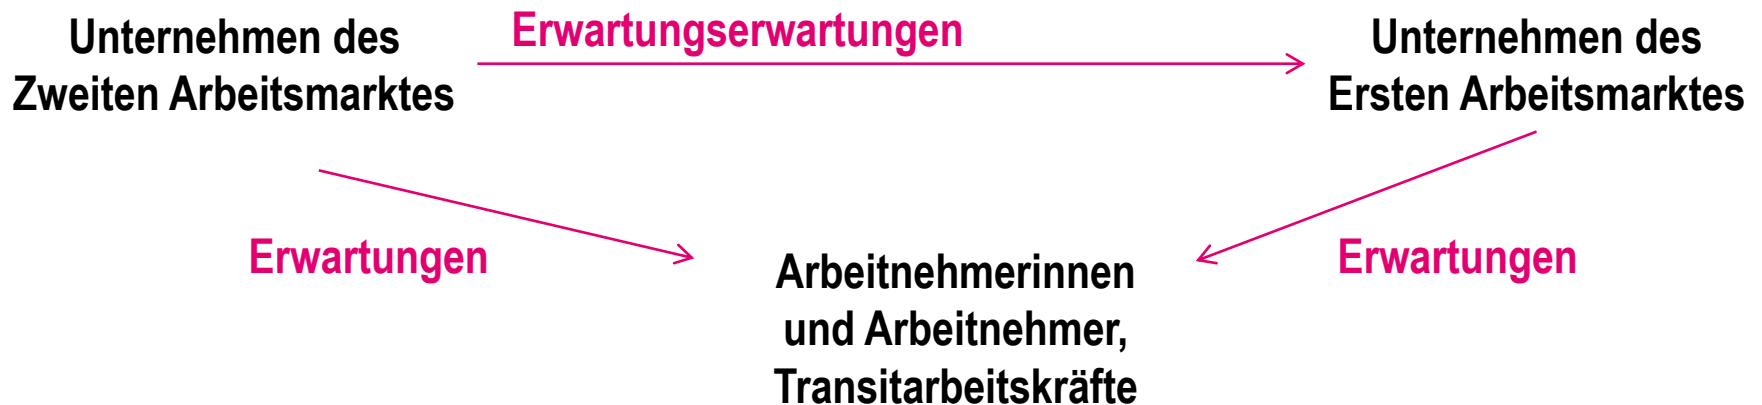 Unternehmen des
Zweiten Arbeitsmarktes
Erwartungserwartungen
Unternehmen des
Ersten Arbeitsmarktes
Erwartungen
Arbeitnehmerinnen
und Arbeitnehmer,
Transitarbeitskräfte
Erwartungen